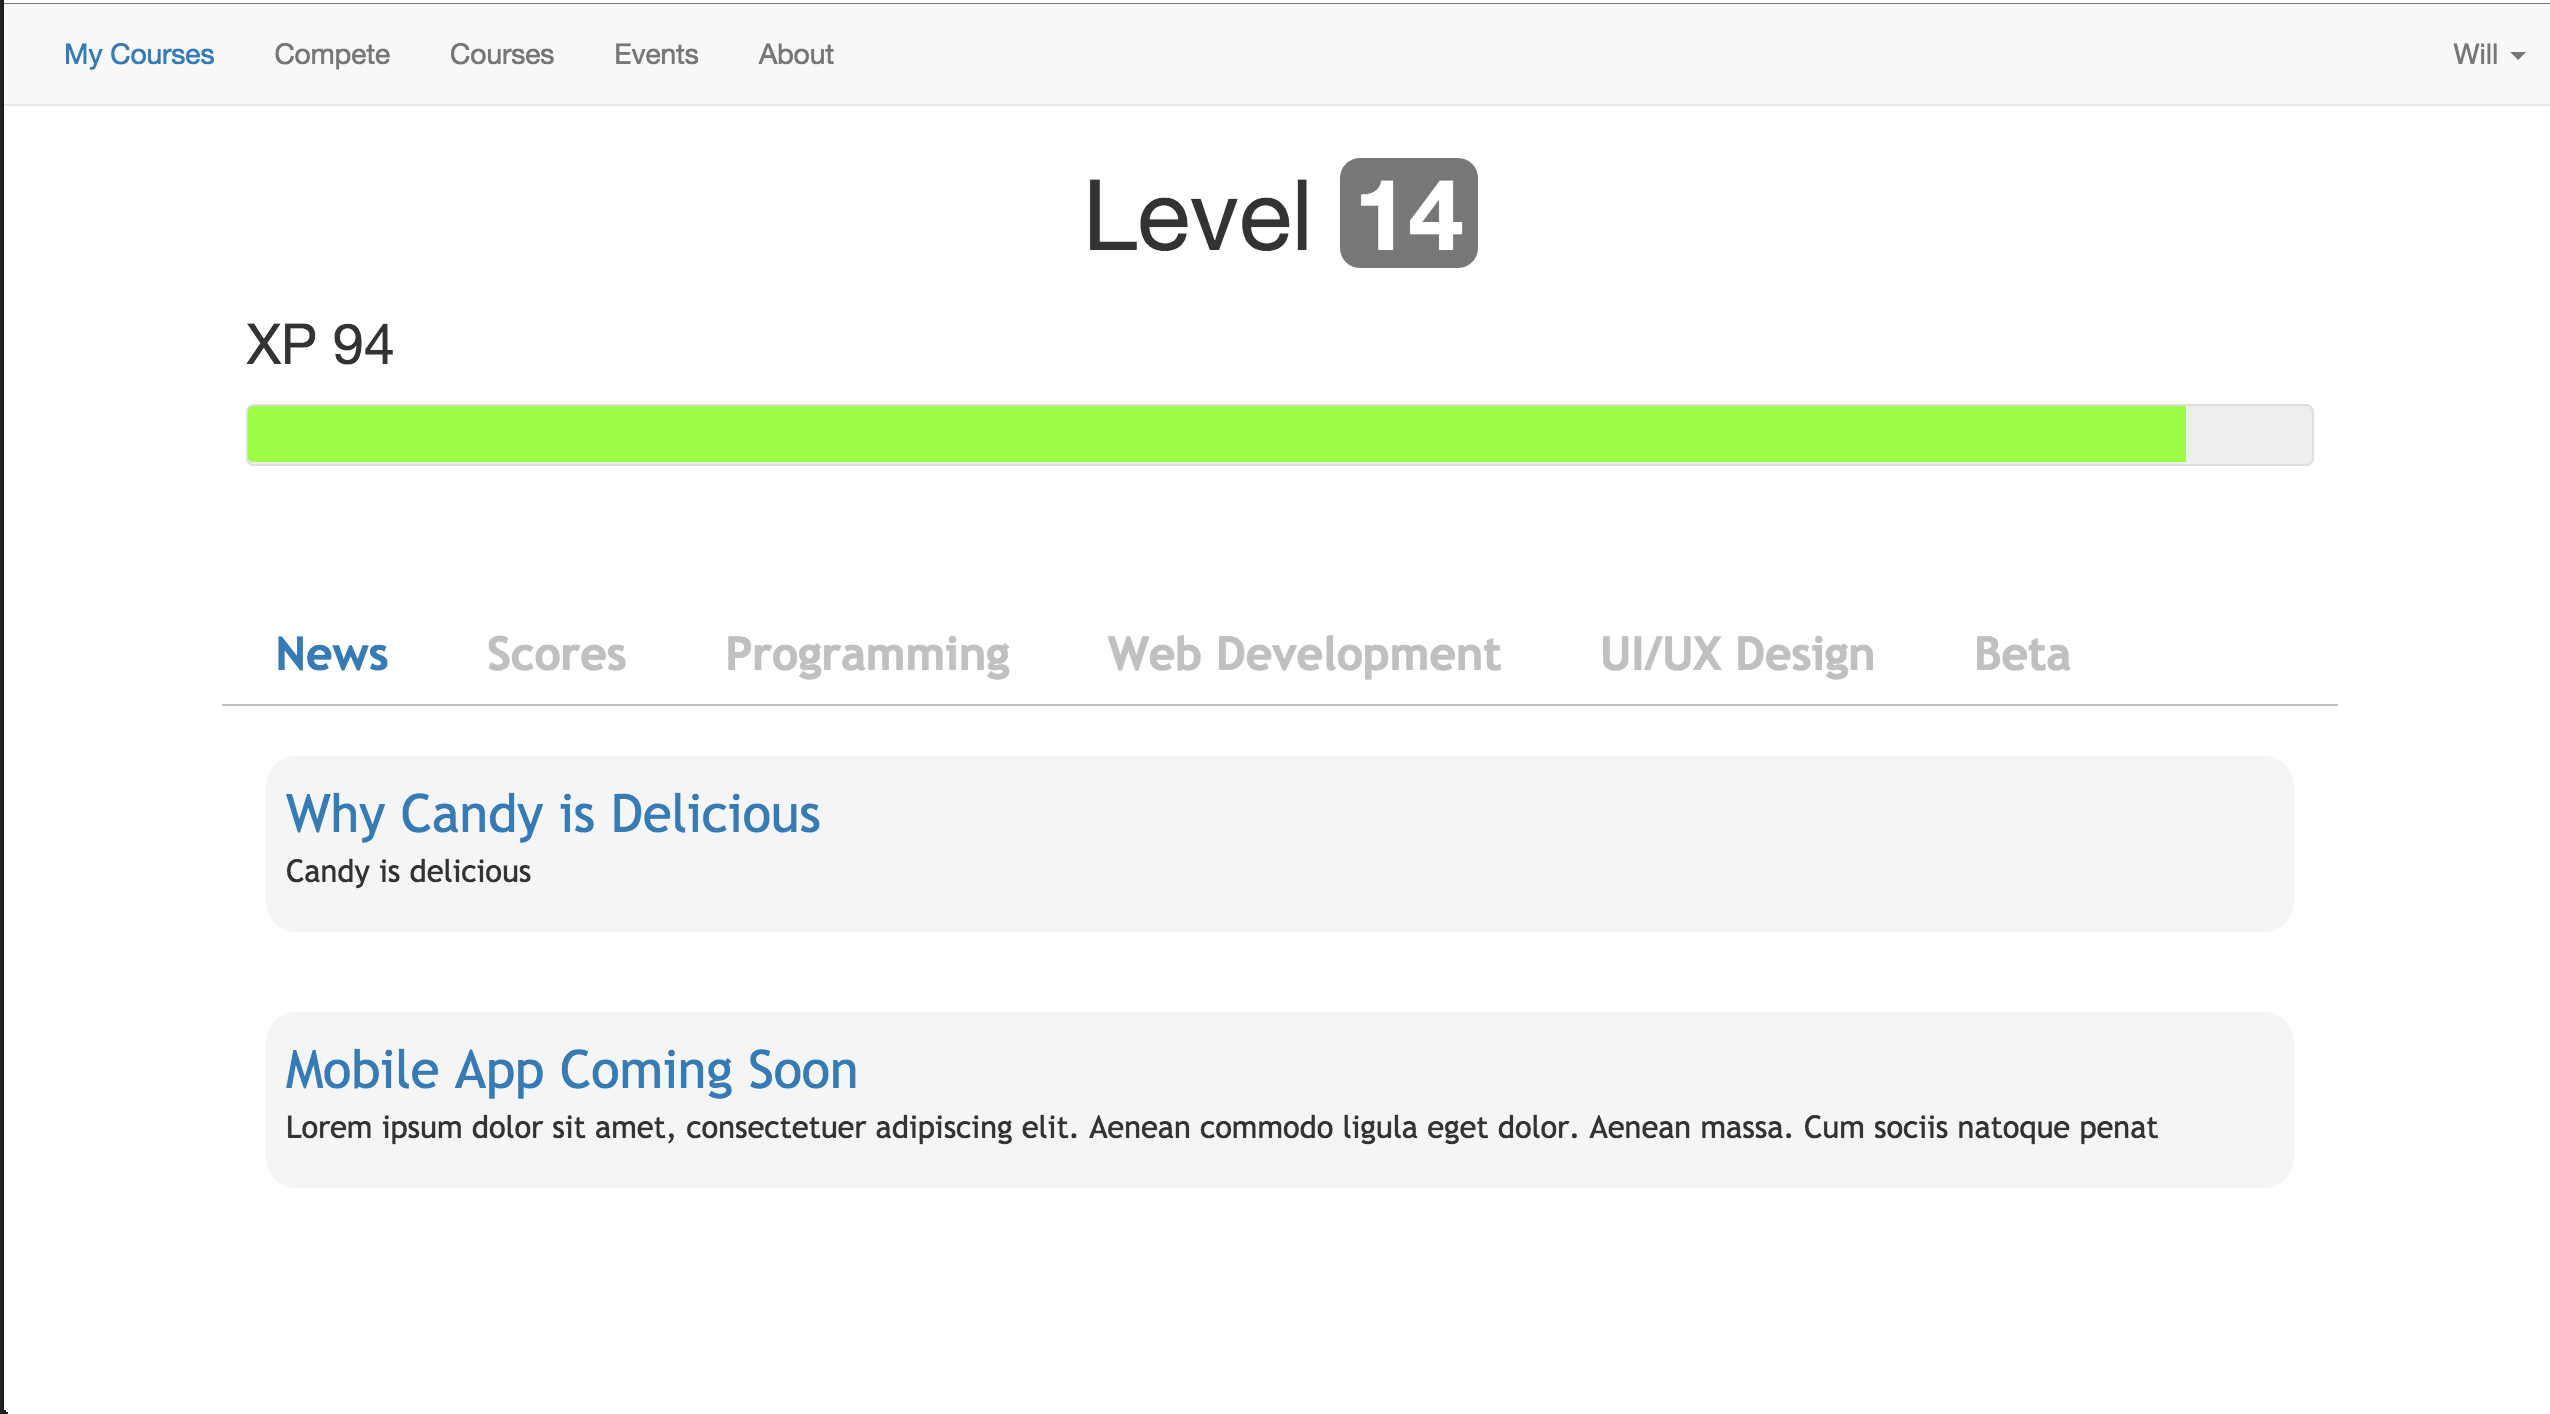 My Courses Compete Courses Events About Will
Level 14
XP 94
News Scores Programming Web Development UI/UX Design Beta
Why Candy is Delicious
Candy is delicious
Mobile App Coming Soon
Lorem ipsum dolor sit amet, consectetuer adipiscing elit. Aenean commodo ligula eget dolor. Aenean massa. Cum sociis natoque penat